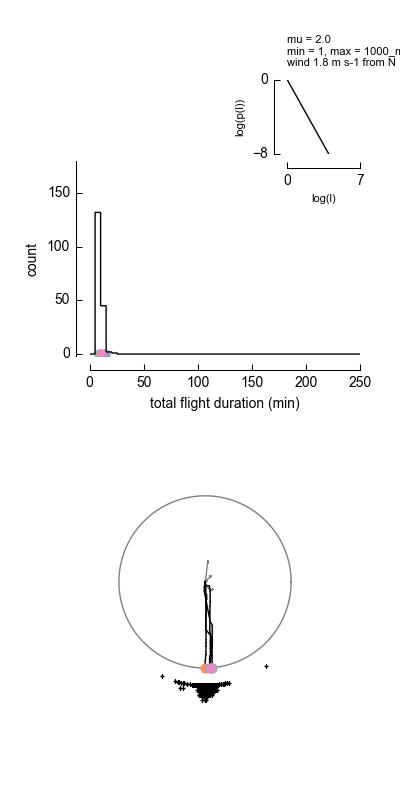 mu = 2.0
min = 1, max = 1000_m
wind 1.8 m s-1 from N
0
−8
log(p(l))
0 7
log(l)
150
100
50
0
count
0 50 100 150 200 250
total flight duration (min)